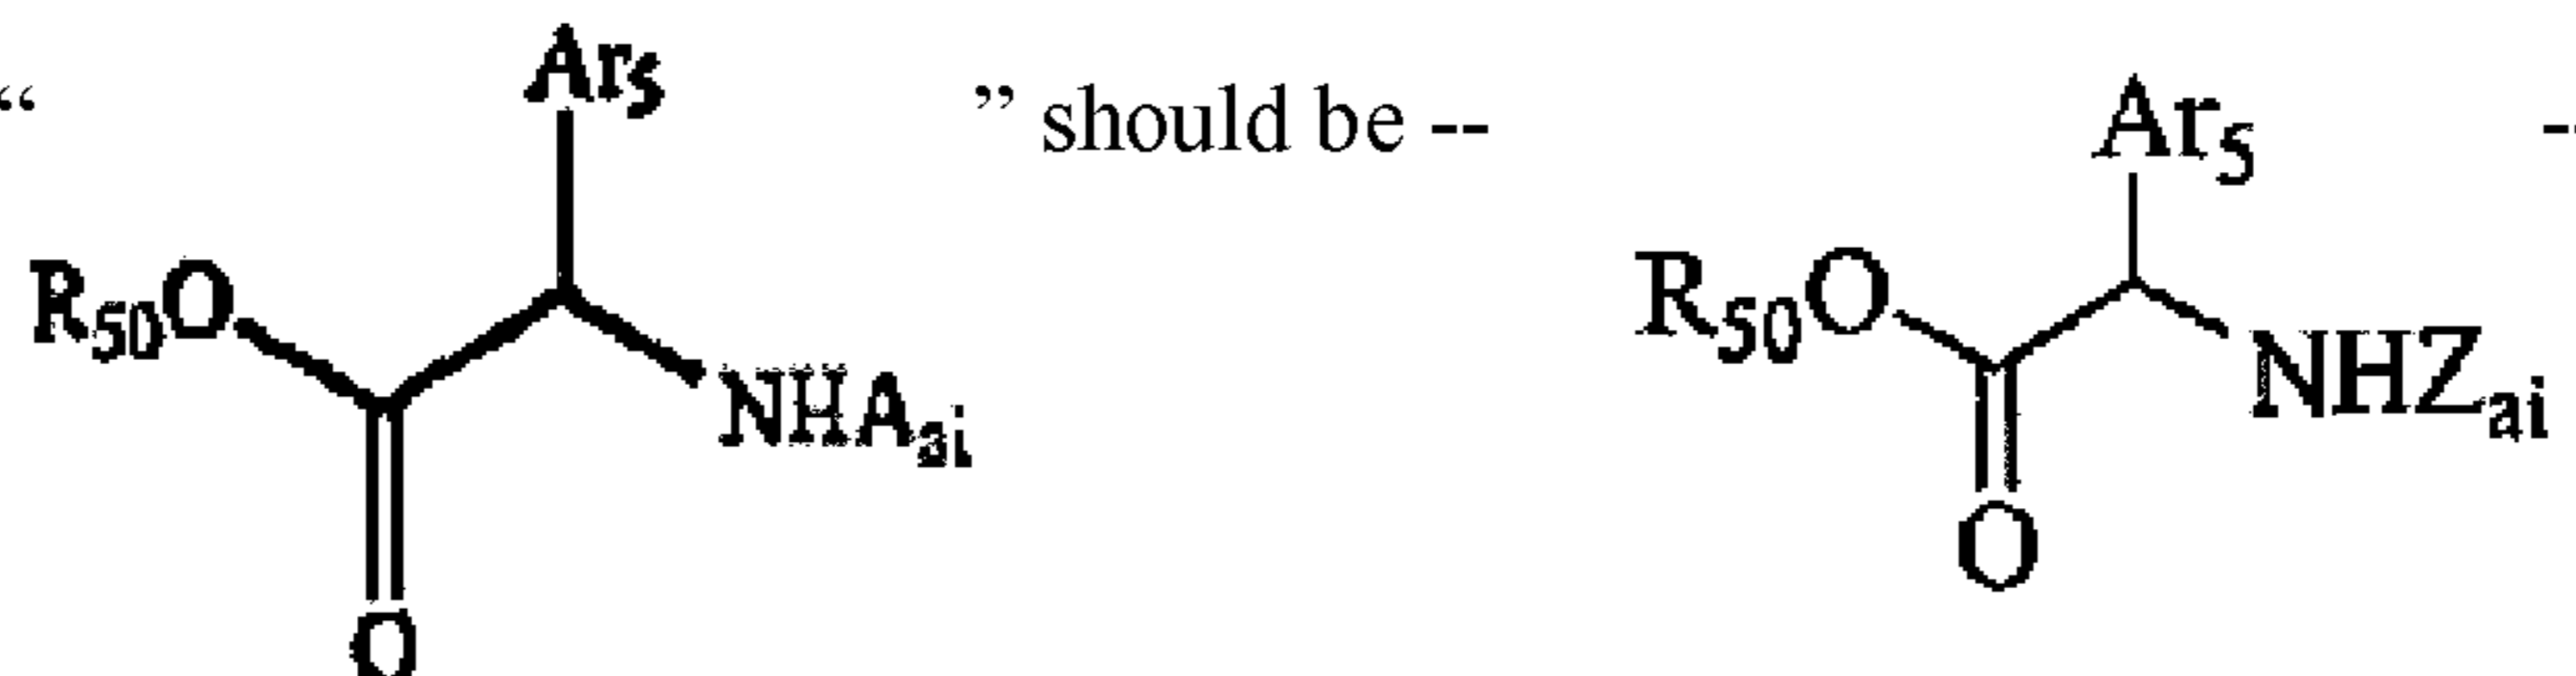 “ Ar5 ” should be -- Ar5 --
R50O NHAai R50O NHZai
O O